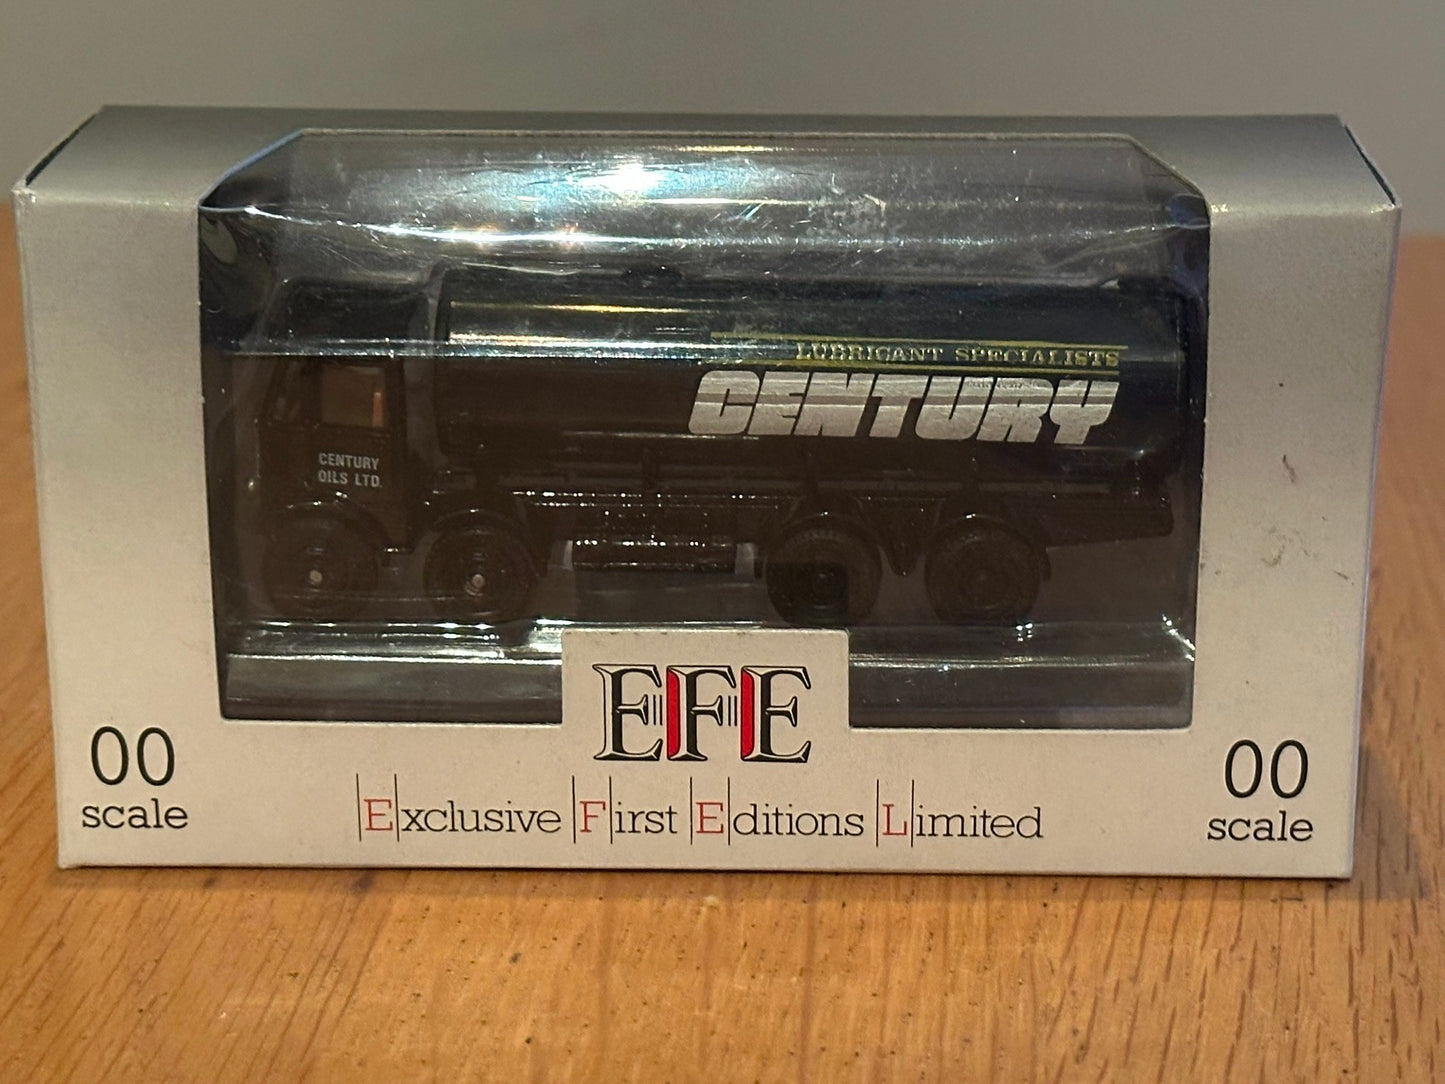 LUBRICANT SPECIALISTS
CENTURY
CENTURY
OILS LTD.
EFE
00
scale
Exclusive First Editions Limited
00
scale